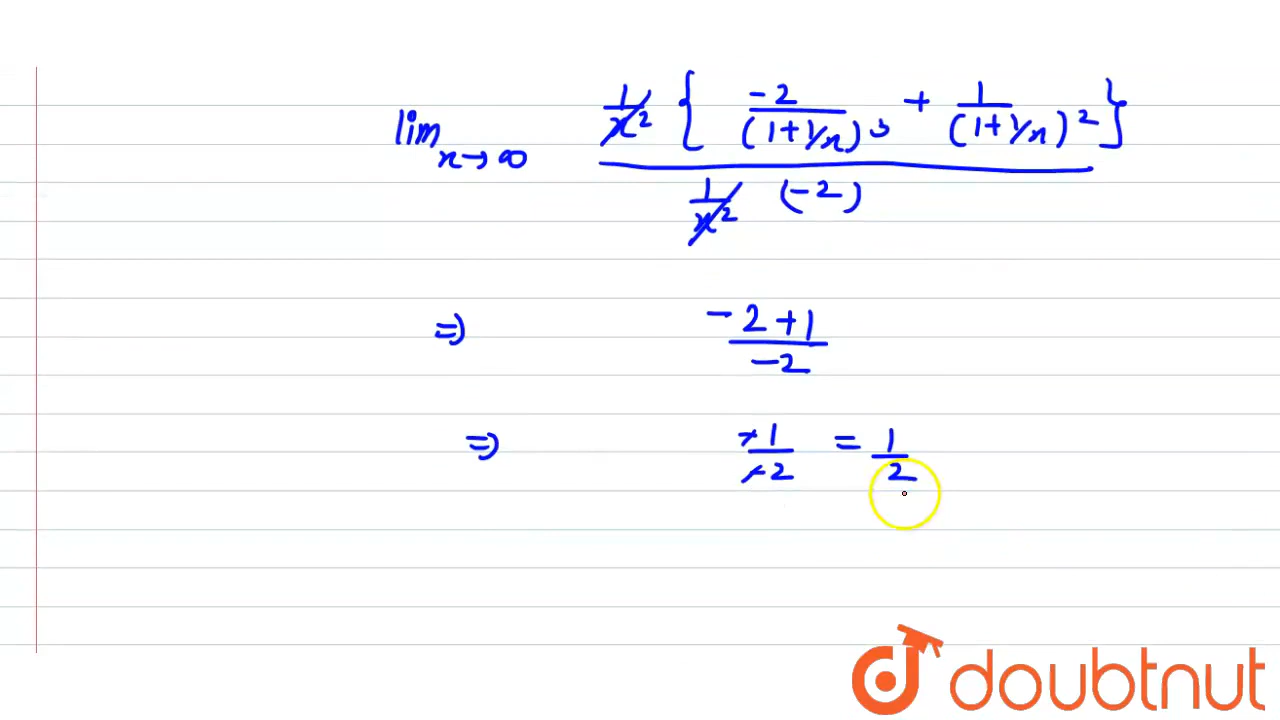 lim x→∞ 1/x² { -2/(1+1/x)³ + 1/(1+1/x)² } / 1/x² (-2)
⇒ -2+1/-2
⇒ -1/-2 = 1/2
doubtnut